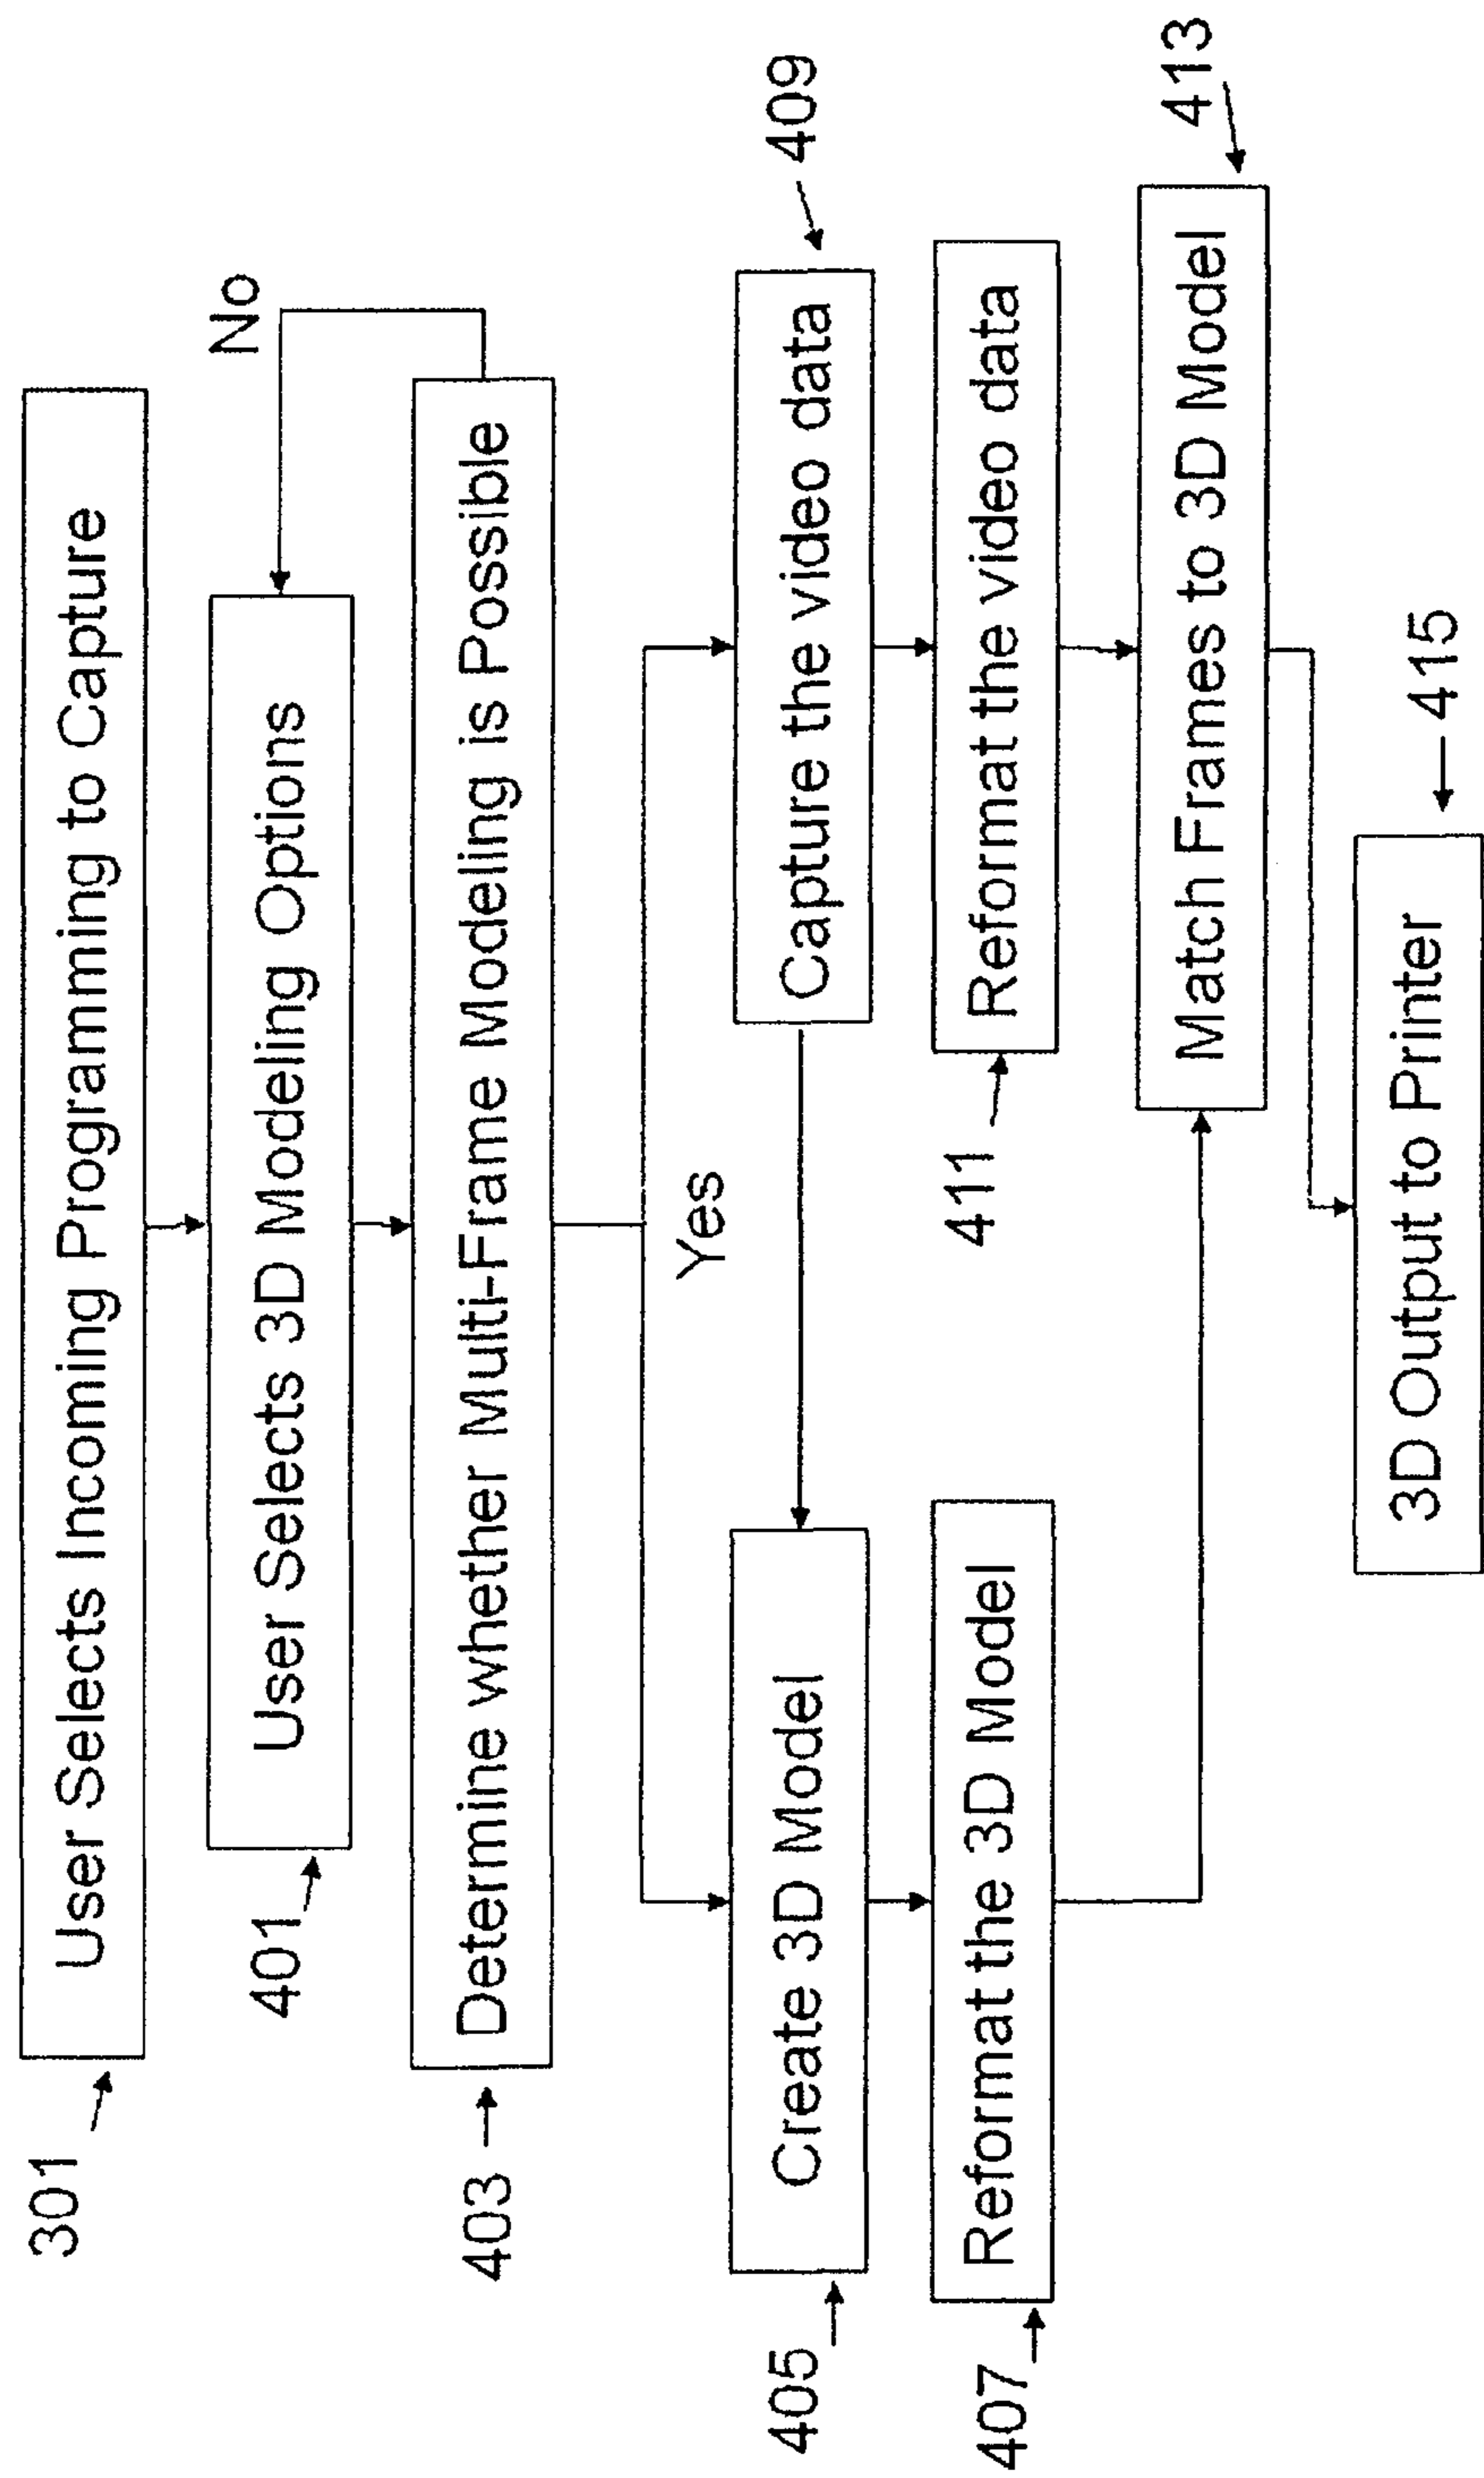 301
User Selects Incoming Programming to Capture
401
User Selects 3D Modeling Options
No
403
Determine whether Multi-Frame Modeling is Possible
Yes
405
Create 3D Model
Capture the video data
409
407
Reformat the 3D Model
411
Reformat the video data
Match Frames to 3D Model
413
3D Output to Printer
415